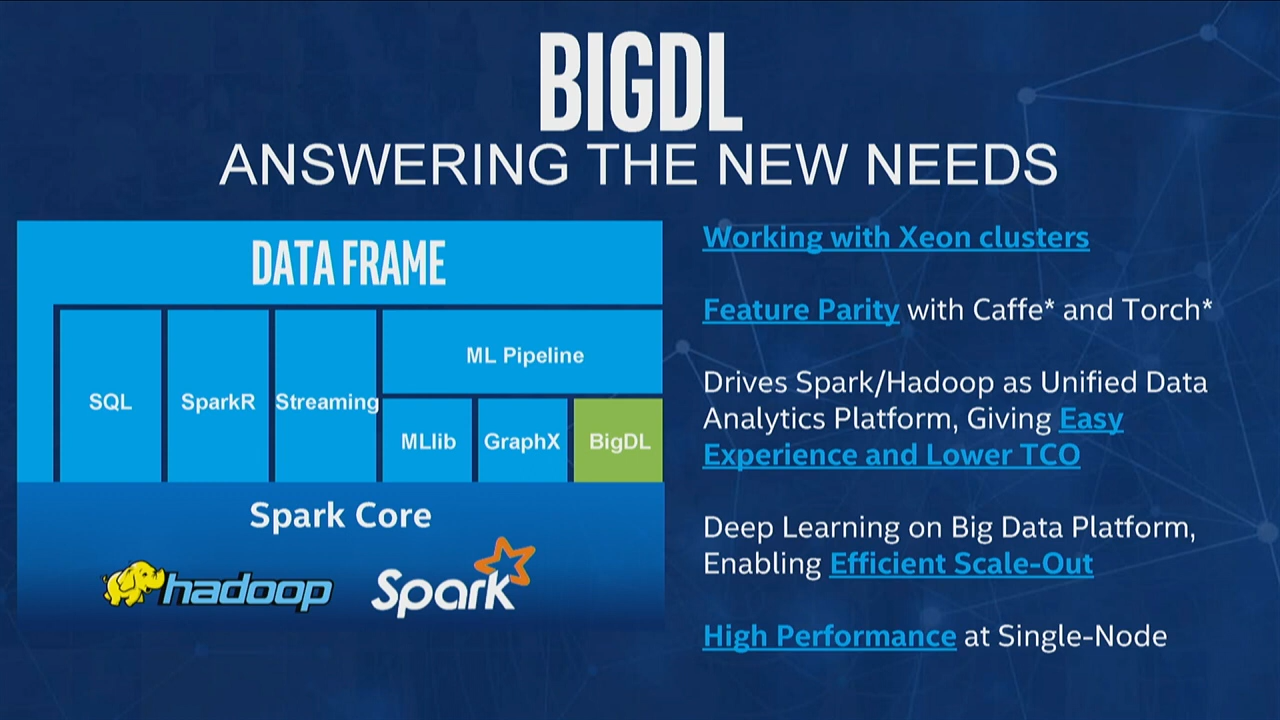 BIGDL
ANSWERING THE NEW NEEDS
DATA FRAME
SQL
SparkR
Streaming
ML Pipeline
MLlib
GraphX
BigDL
Spark Core
hadoop
Spark
Working with Xeon clusters
Feature Parity with Caffe* and Torch*
Drives Spark/Hadoop as Unified Data
Analytics Platform, Giving Easy
Experience and Lower TCO
Deep Learning on Big Data Platform,
Enabling Efficient Scale-Out
High Performance at Single-Node